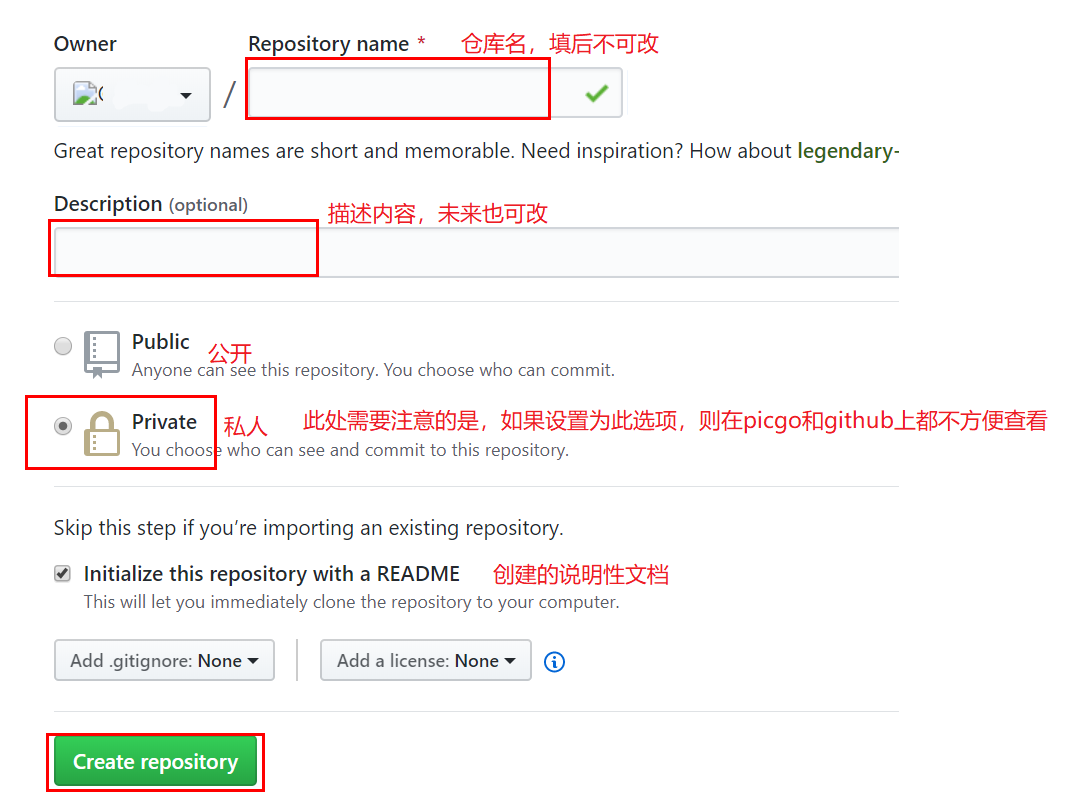 Owner
Repository name * 仓库名，填后不可改
/
Great repository names are short and memorable. Need inspiration? How about legendary-
Description (optional) 描述内容，未来也可改
Public 公开
Anyone can see this repository. You choose who can commit.
Private 私人 此处需要注意的是，如果设置为此选项，则在picgo和github上都不方便查看
You choose who can see and commit to this repository.
Skip this step if you’re importing an existing repository.
Initialize this repository with a README 创建的说明性文档
This will let you immediately clone the repository to your computer.
Add .gitignore: None
Add a license: None
Create repository